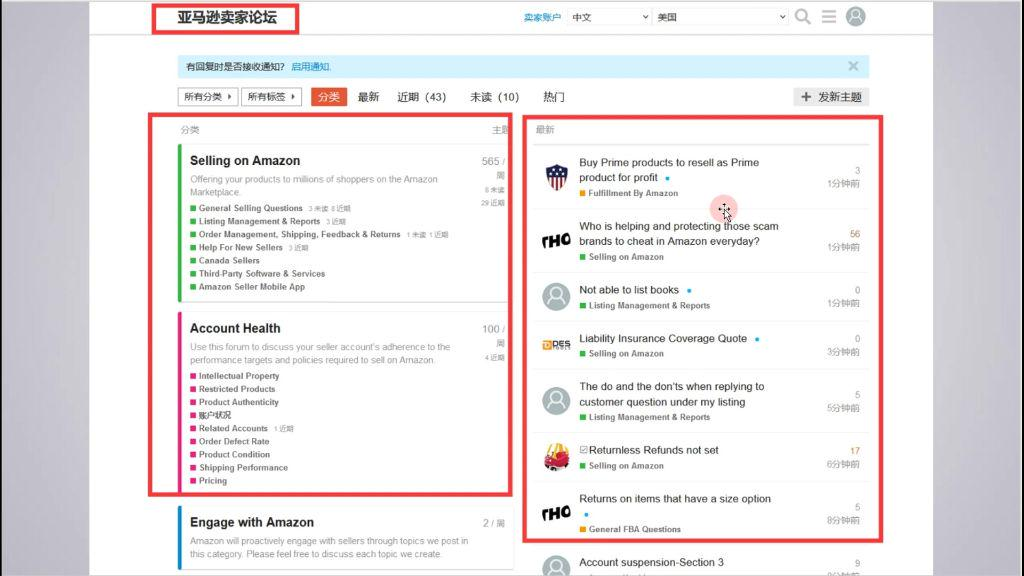 亚马逊卖家论坛
卖家账户
中文
美国
有回复时是否接收通知? 启用通知.
所有分类
所有标签
分类
最新
近期（43）
未读（10）
热门
+ 发新主题
分类
主题
Selling on Amazon
565 / 周
Offering your products to millions of shoppers on the Amazon
Marketplace.
8 未读
29 近期
General Selling Questions 3 未读 8 近期
Listing Management & Reports 3 近期
Order Management, Shipping, Feedback & Returns 1 未读 1 近期
Help For New Sellers 3 近期
Canada Sellers
Third-Party Software & Services
Amazon Seller Mobile App
Account Health
100 / 周
Use this forum to discuss your seller account's adherence to the
performance targets and policies required to sell on Amazon.
4 近期
Intellectual Property
Restricted Products
Product Authenticity
账户状况
Related Accounts 1 近期
Order Defect Rate
Product Condition
Shipping Performance
Pricing
Engage with Amazon
2 / 周
Amazon will proactively engage with sellers through topics we post in
this category. Please feel free to discuss each topic we create.
最新
Buy Prime products to resell as Prime
product for profit
3
1分钟前
Fulfillment By Amazon
THO
Who is helping and protecting those scam
brands to cheat in Amazon everyday?
56
1分钟前
Selling on Amazon
Not able to list books
0
1分钟前
Listing Management & Reports
Liability Insurance Coverage Quote
0
3分钟前
Selling on Amazon
The do and the don'ts when replying to
customer question under my listing
5
5分钟前
Listing Management & Reports
Returnless Refunds not set
17
6分钟前
Selling on Amazon
THO
Returns on items that have a size option
5
8分钟前
General FBA Questions
Account suspension-Section 3
9